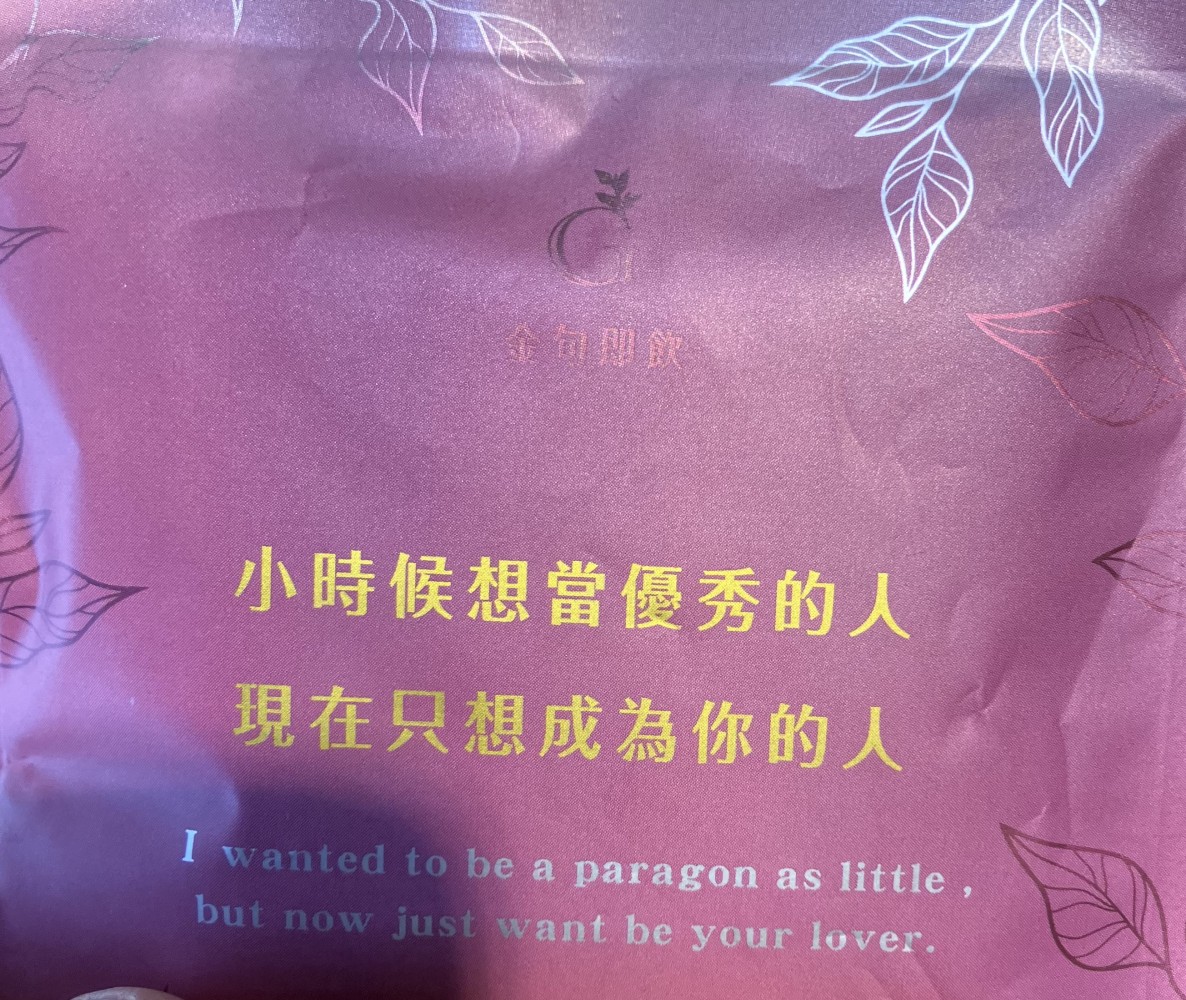 金句即飲
小時候想當優秀的人
現在只想成為你的人
I wanted to be a paragon as little ,
but now just want be your lover.